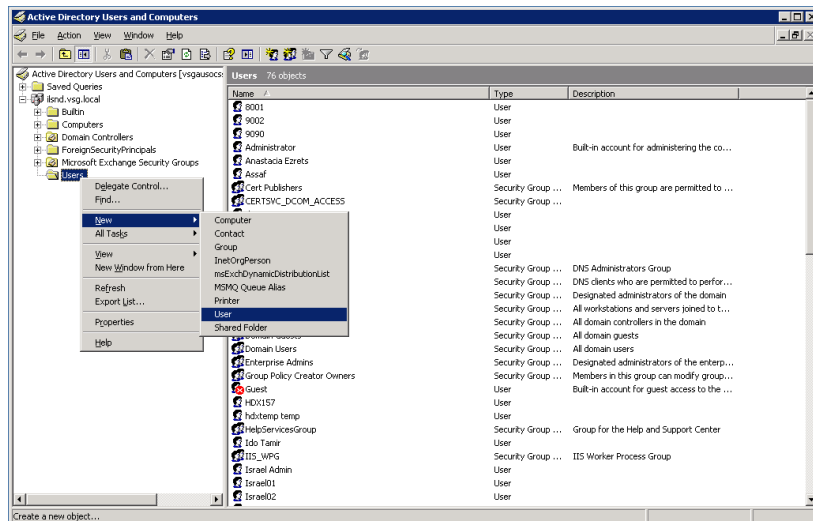 Active Directory Users and Computers
File Action View Window Help
Active Directory Users and Computers [vsgausocs:
Saved Queries
ilsnd.vsg.local
Builtin
Computers
Domain Controllers
ForeignSecurityPrincipals
Microsoft Exchange Security Groups
Users
Delegate Control...
Find...
New
All Tasks
View
New Window from Here
Refresh
Export List...
Properties
Help
Computer
Contact
Group
InetOrgPerson
msExchDynamicDistributionList
MSMQ Queue Alias
Printer
User
Shared Folder
Users 76 objects
Name Type Description
8001 User
9002 User
9090 User
Administrator User Built-in account for administering the co...
Anastacia Ezrets User
Assaf User
Cert Publishers Security Group ... Members of this group are permitted to ...
CERTSVC_DCOM_ACCESS Security Group ...
User
User
User
User
Security Group ... DNS Administrators Group
Security Group ... DNS clients who are permitted to perfor...
Security Group ... Designated administrators of the domain
Security Group ... All workstations and servers joined to t...
Security Group ... All domain controllers in the domain
Domain Guests Security Group ... All domain guests
Domain Users Security Group ... All domain users
Enterprise Admins Security Group ... Designated administrators of the enterp...
Group Policy Creator Owners Security Group ... Members in this group can modify group...
Guest User Built-in account for guest access to the ...
HDX157 User
hdxtemp temp User
HelpServicesGroup Security Group ... Group for the Help and Support Center
Ido Tamir User
IIS_WPG Security Group ... IIS Worker Process Group
Israel Admin User
Israel01 User
Israel02 User
Create a new object...